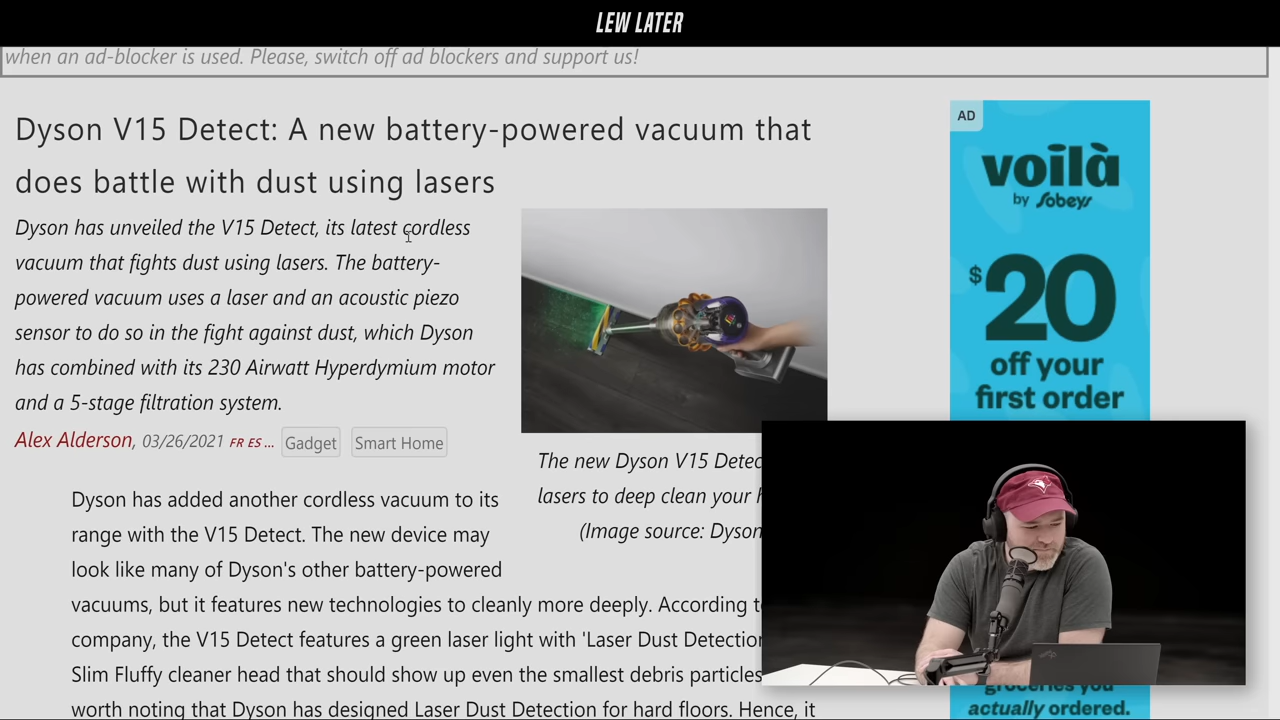 LEW LATER
when an ad-blocker is used. Please, switch off ad blockers and support us!
Dyson V15 Detect: A new battery-powered vacuum that
does battle with dust using lasers
Dyson has unveiled the V15 Detect, its latest cordless
vacuum that fights dust using lasers. The battery-
powered vacuum uses a laser and an acoustic piezo
sensor to do so in the fight against dust, which Dyson
has combined with its 230 Airwatt Hyperdymium motor
and a 5-stage filtration system.
Alex Alderson, 03/26/2021 FR ES ... Gadget Smart Home
The new Dyson V15 Detec
lasers to deep clean your
(Image source: Dyson
Dyson has added another cordless vacuum to its
range with the V15 Detect. The new device may
look like many of Dyson's other battery-powered
vacuums, but it features new technologies to cleanly more deeply. According to
company, the V15 Detect features a green laser light with 'Laser Dust Detection
Slim Fluffy cleaner head that should show up even the smallest debris particles.
worth noting that Dyson has designed Laser Dust Detection for hard floors. Hence, it
AD
voilà
by Sobeys
$20
off your
first order
groceries you
actually ordered.